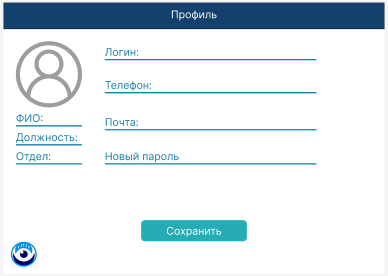 Профиль
Логин:
Телефон:
ФИО:
Почта:
Должность:
Отдел:
Новый пароль
Сохранить